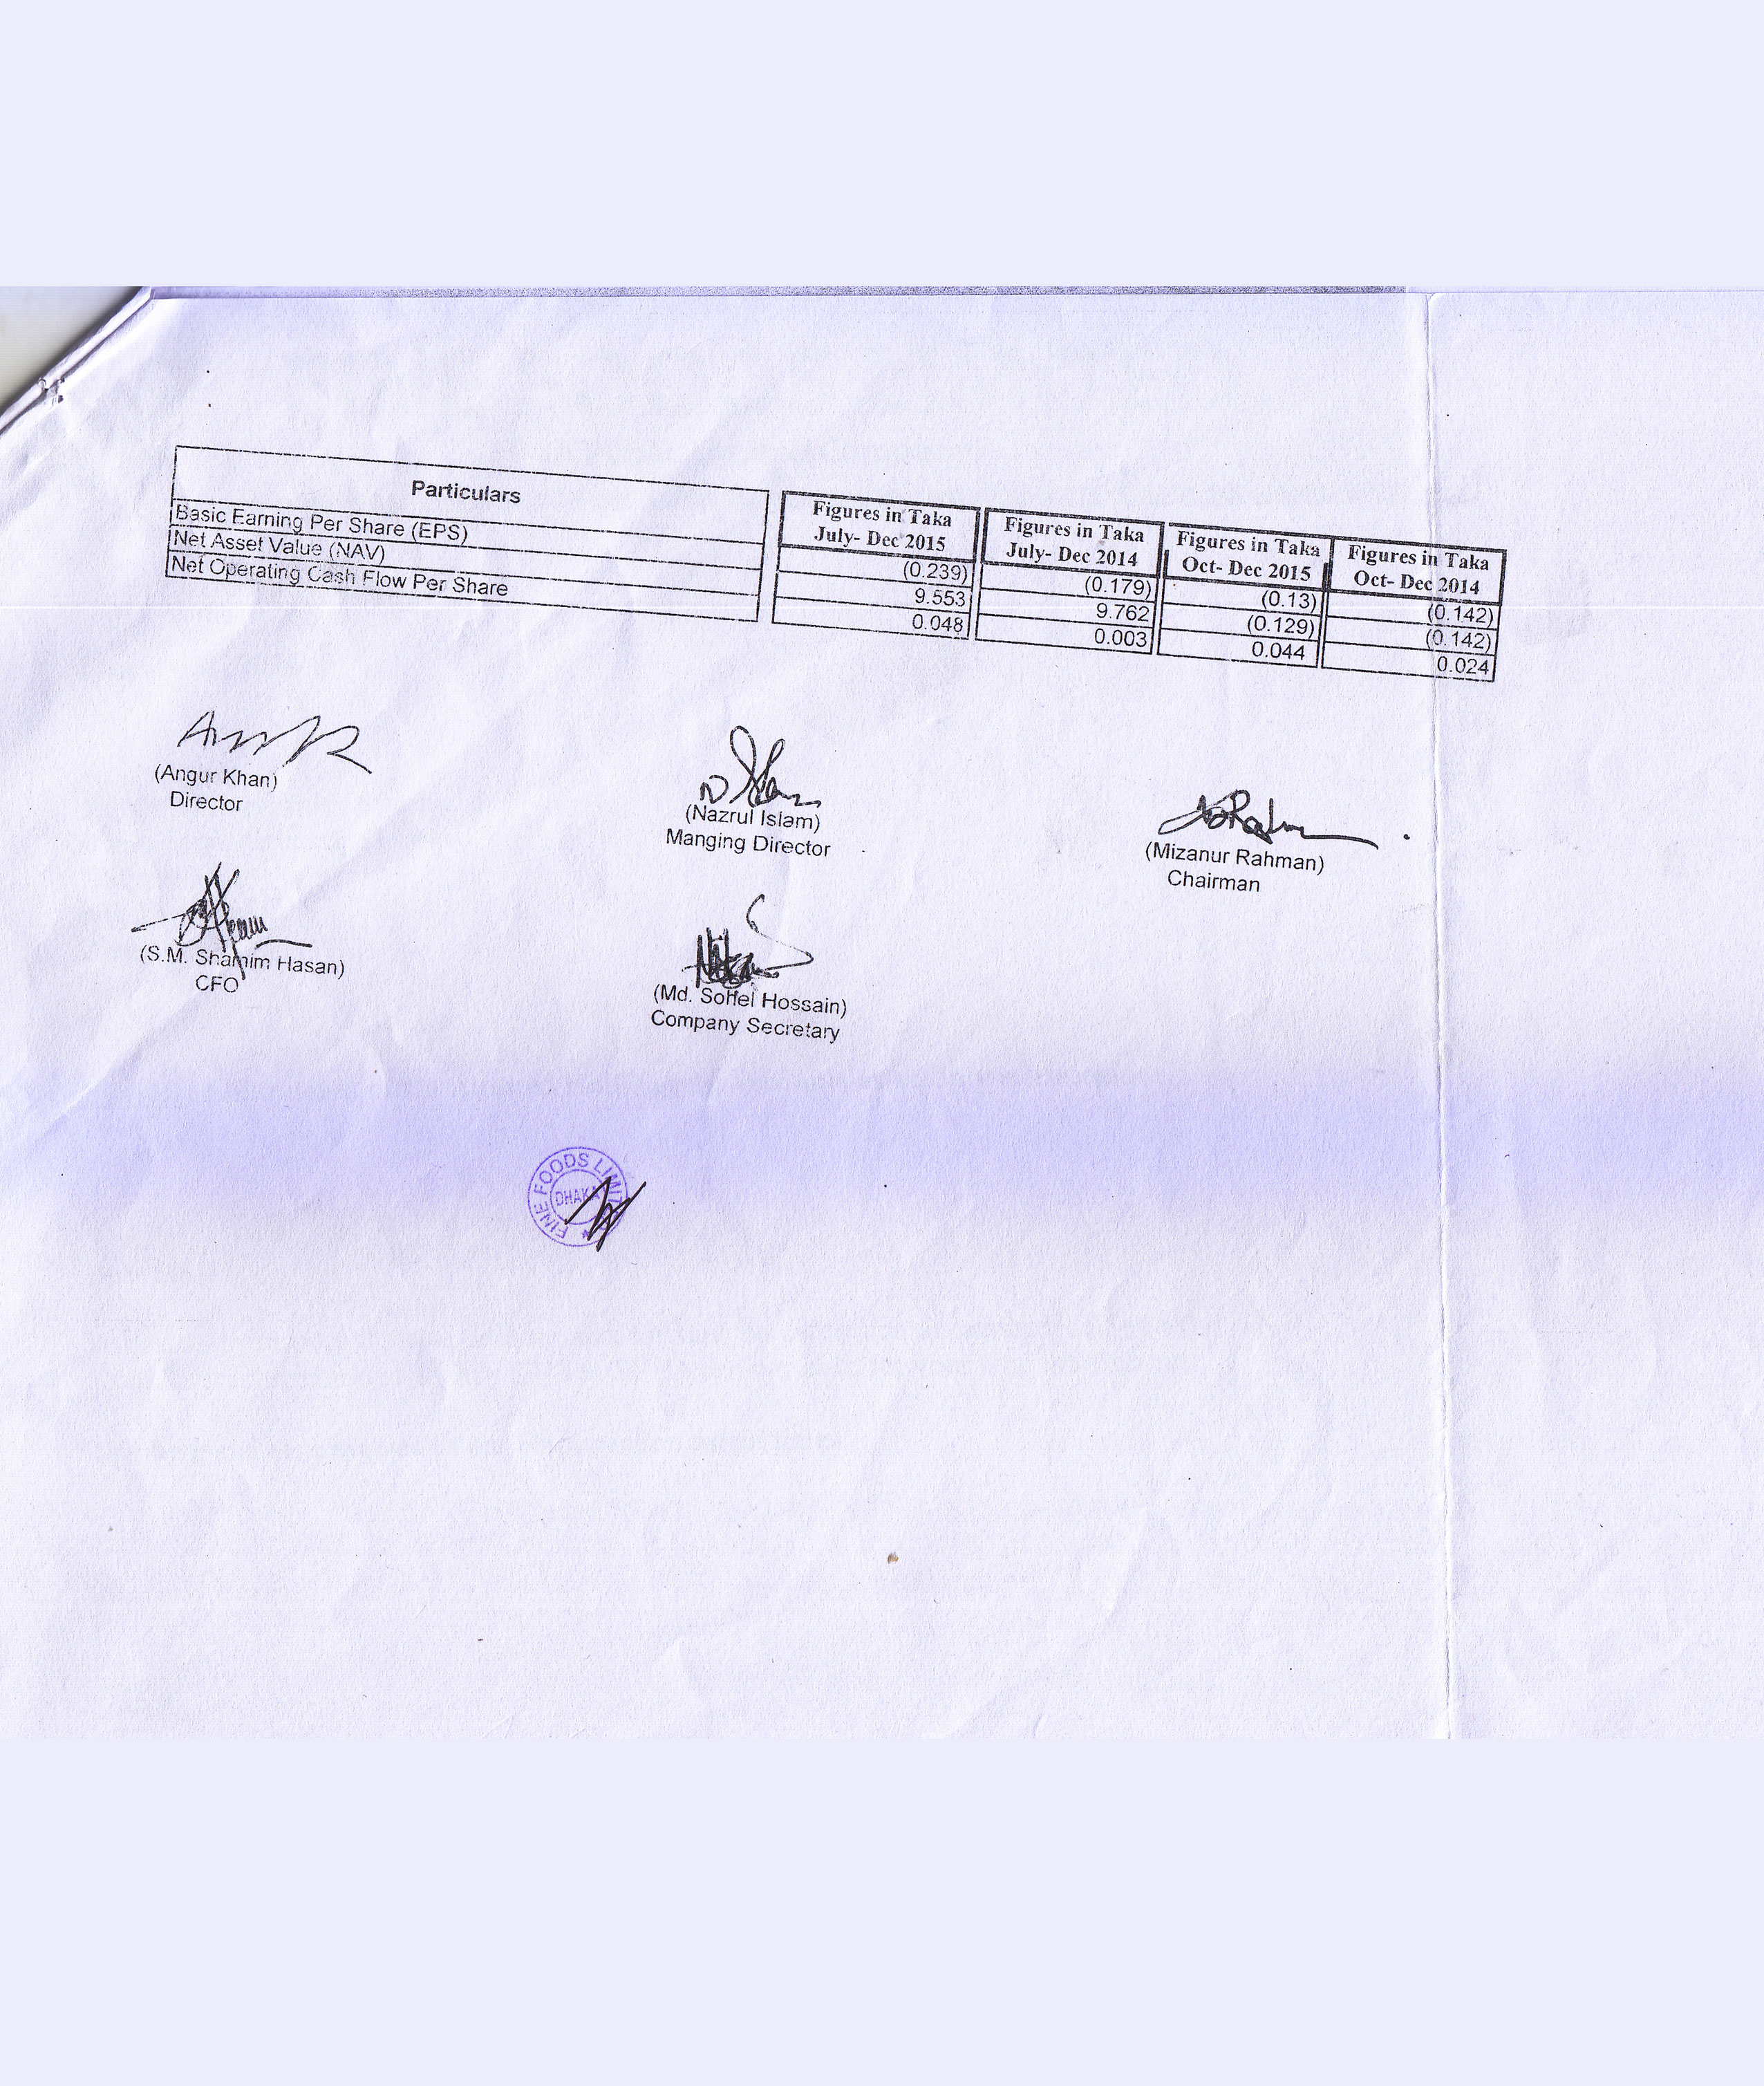 Particulars
Figures in Taka July- Dec 2015
Figures in Taka July- Dec 2014
Figures in Taka Oct- Dec 2015
Figures in Taka Oct- Dec 2014
Basic Earning Per Share (EPS) (0.239) (0.179) (0.13) (0.142)
Net Asset Value (NAV) 9.553 9.762 (0.129) (0.142)
Net Operating Cash Flow Per Share 0.048 0.003 0.044 0.024
(Angur Khan)
Director
(Nazrul Islam)
Manging Director
(Mizanur Rahman)
Chairman
(S.M. Shamim Hasan)
CFO
(Md. Sohel Hossain)
Company Secretary
FINE FOODS LIMITED
DHAKA